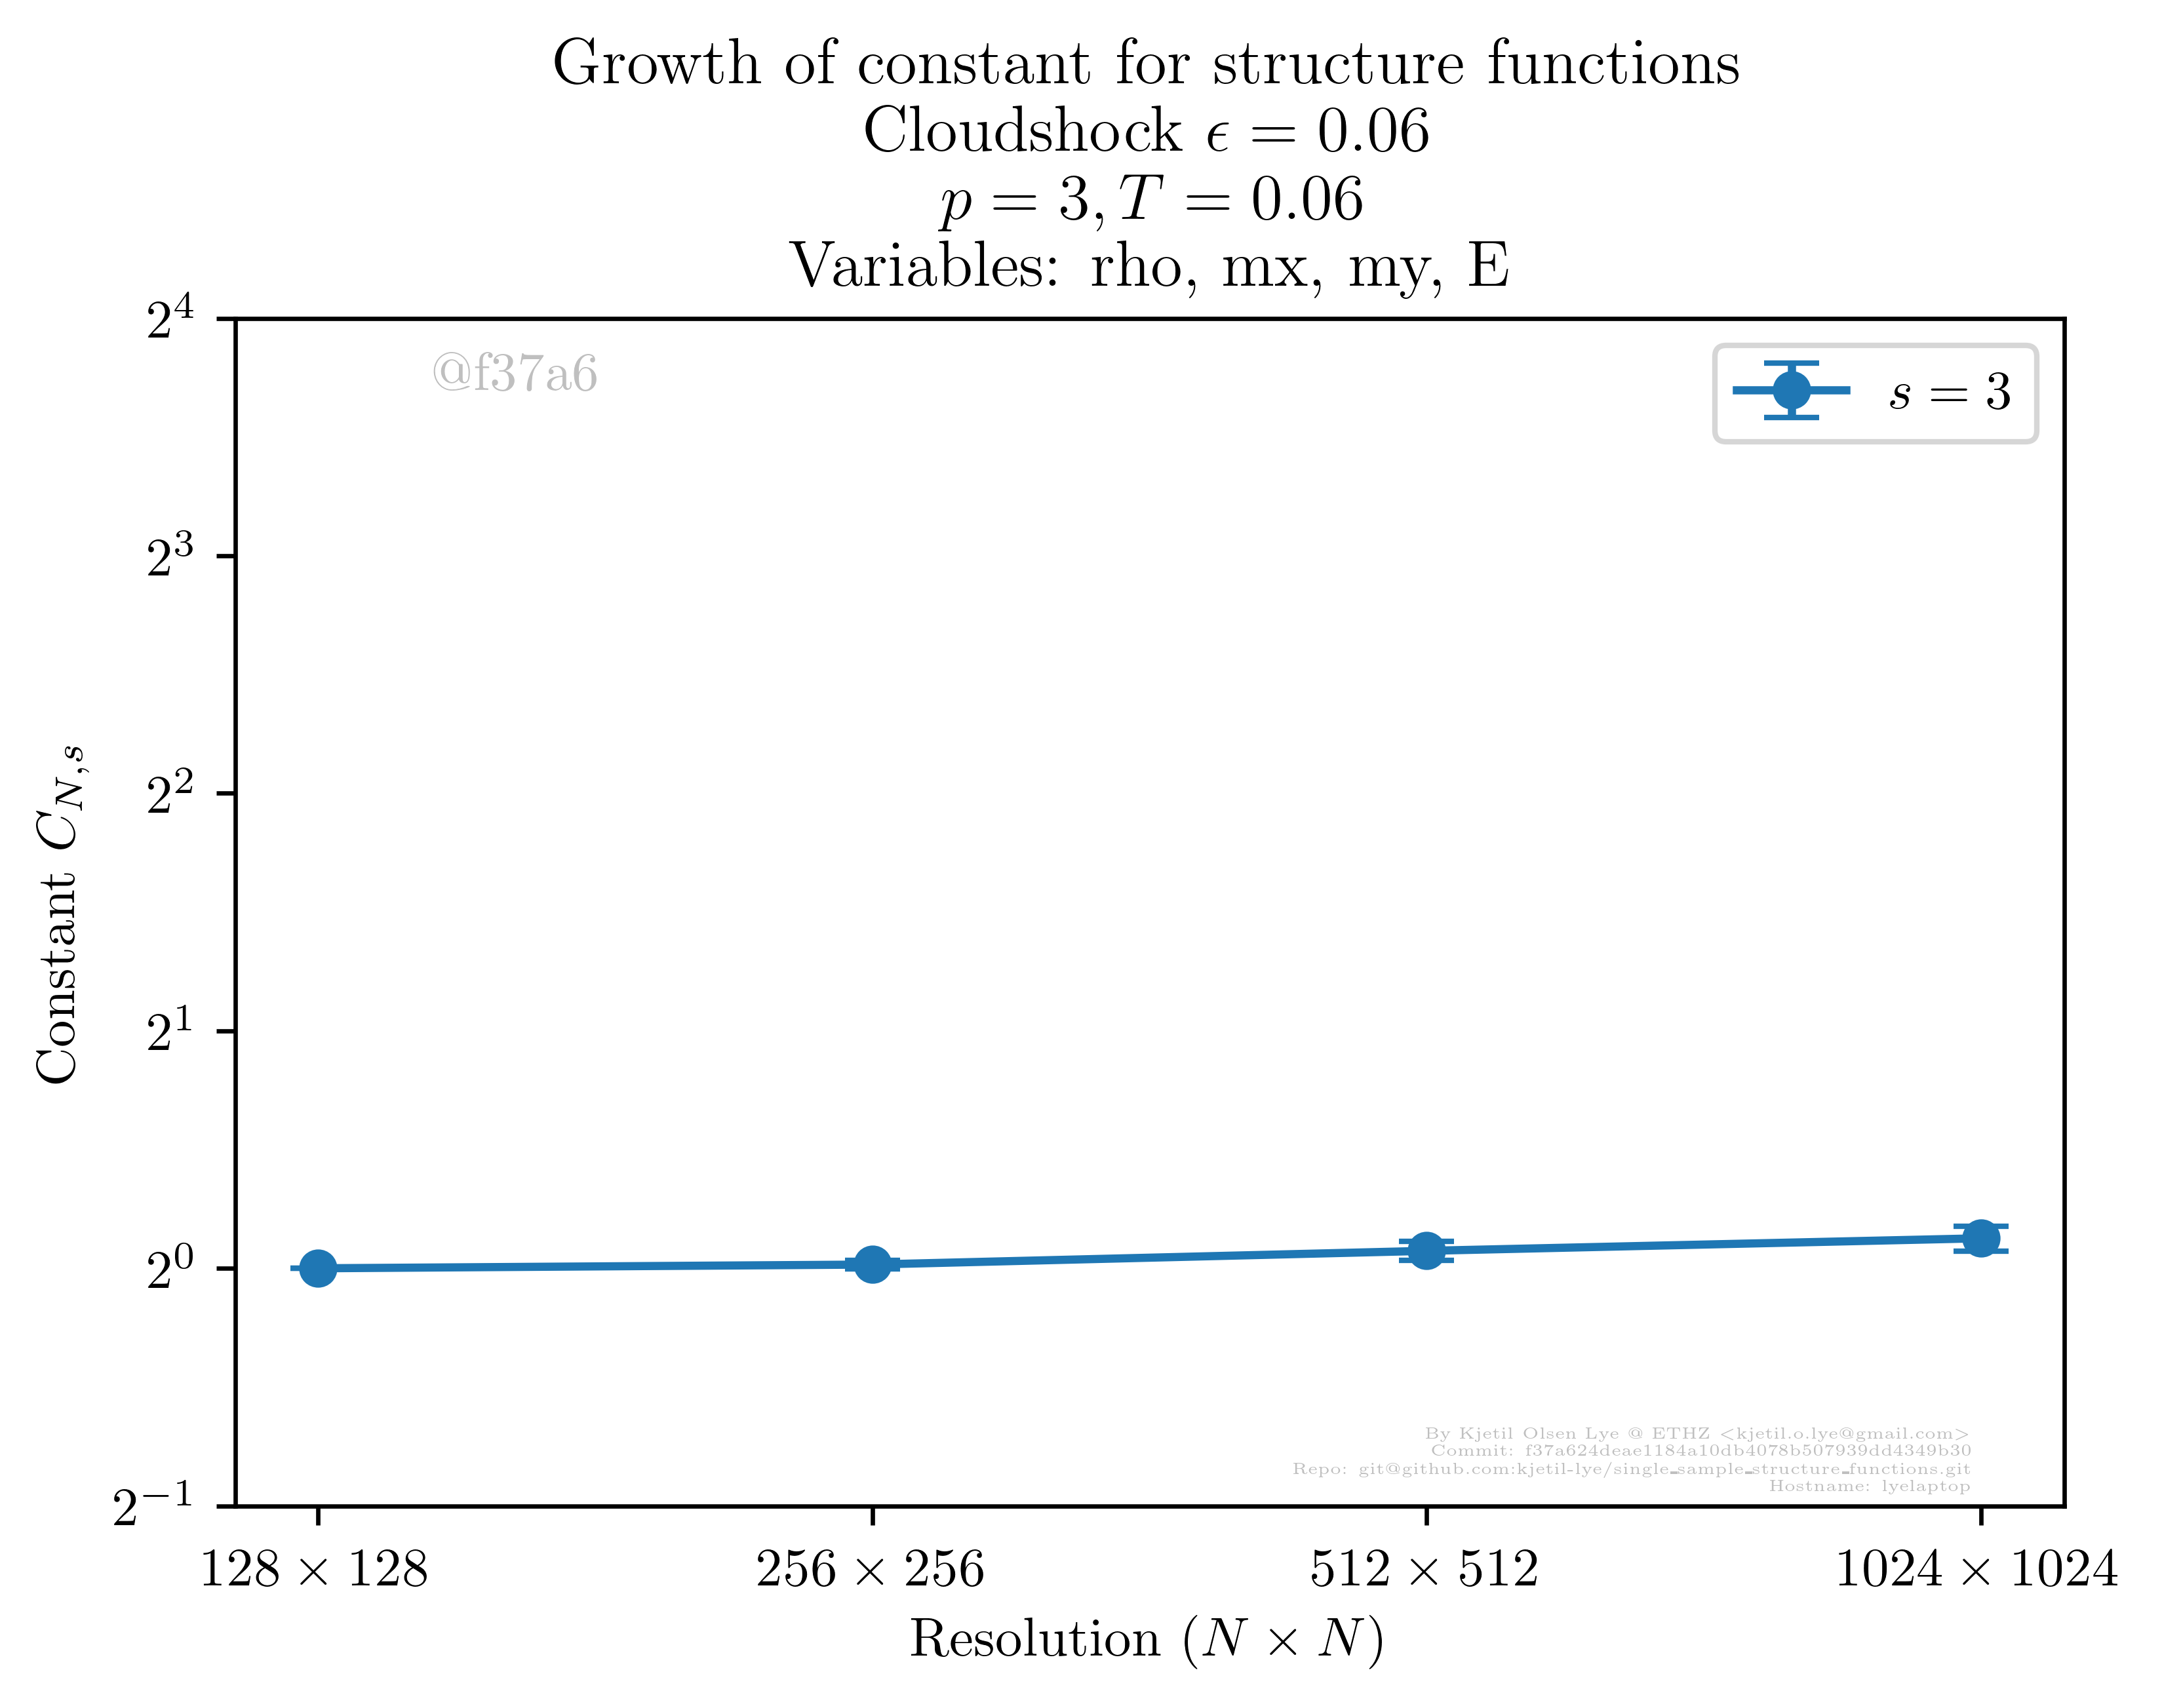 Growth of constant for structure functions
Cloudshock ϵ = 0.06
p = 3, T = 0.06
Variables: rho, mx, my, E
@f37a6
s = 3
2^4
2^3
2^2
2^1
2^0
2^−1
Constant C_{N,s}
By Kjetil Olsen Lye @ ETHZ <kjetil.o.lye@gmail.com>
Commit: f37a624deae1184a10db4078b507939dd4349b30
Repo: git@github.com:kjetil-lye/single_sample_structure_functions.git
Hostname: lyelaptop
128 × 128
256 × 256
512 × 512
1024 × 1024
Resolution (N × N)